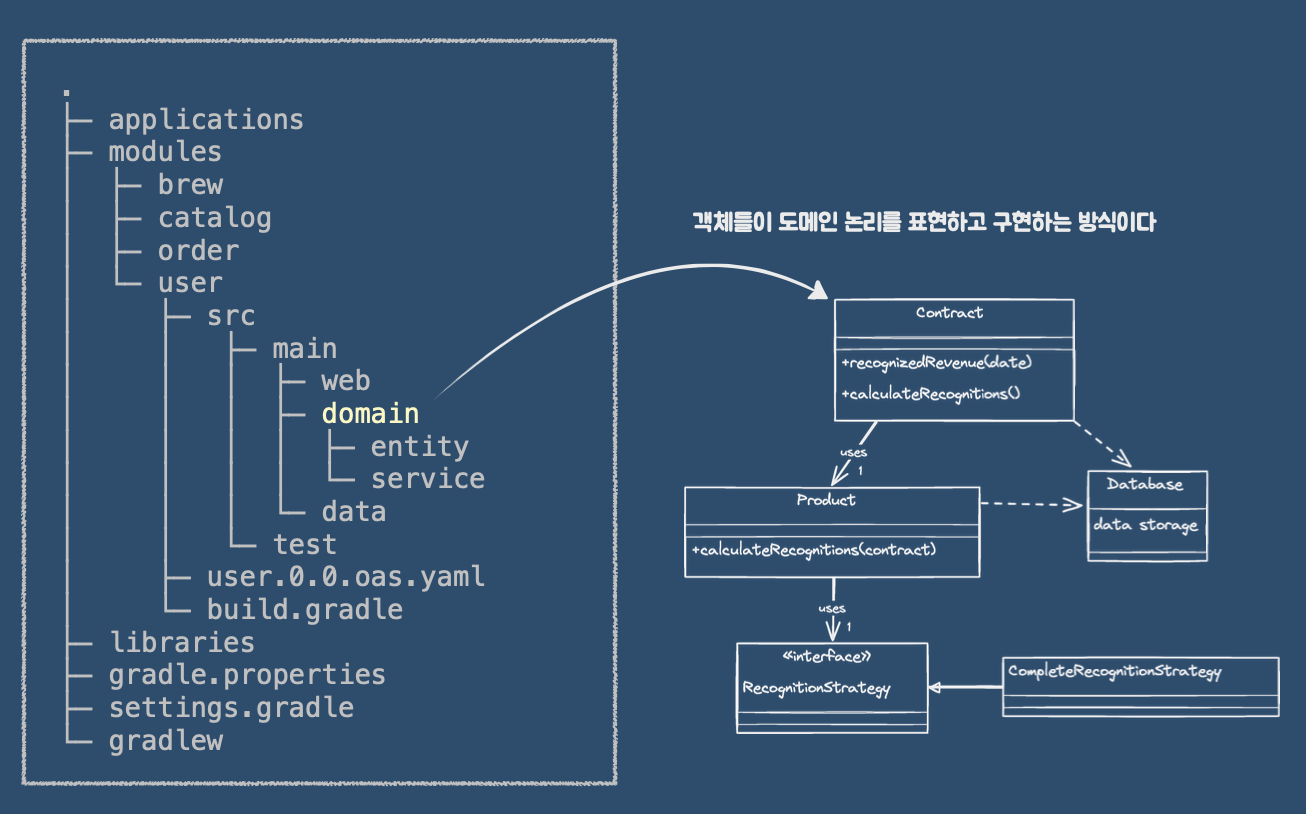 .
├─ applications
├─ modules
├─ brew
├─ catalog
├─ order
└─ user
├─ src
├─ main
├─ web
├─ domain
├─ entity
└─ service
└─ data
└─ test
├─ user.0.0.oas.yaml
└─ build.gradle
├─ libraries
├─ gradle.properties
├─ settings.gradle
└─ gradlew
객체들이 도메인 논리를 표현하고 구현하는 방식이다
Contract
+recognizedRevenue(date)
+calculateRecognitions()
uses
1
Product
+calculateRecognitions(contract)
Database
data storage
uses
1
«interface»
RecognitionStrategy
CompleteRecognitionStrategy